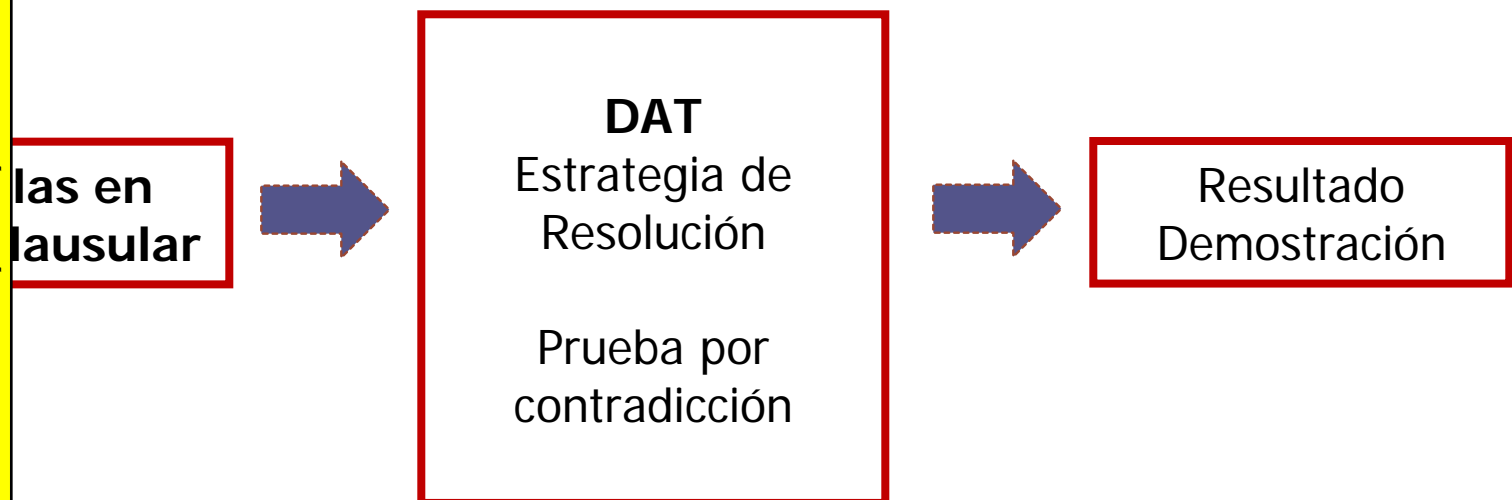 las en
lausular
DAT
Estrategia de
Resolución
Prueba por
contradicción
Resultado
Demostración